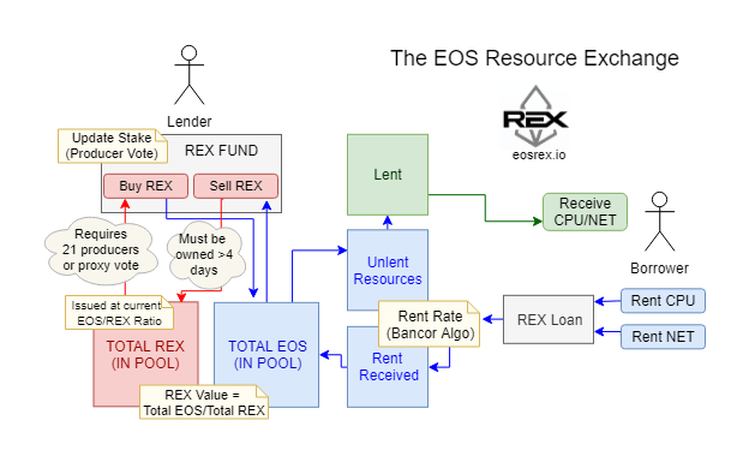 The EOS Resource Exchange
REX
eosrex.io
Lender
Update Stake
(Producer Vote)
REX FUND
Buy REX
Sell REX
Requires
21 producers
or proxy vote
Must be
owned >4
days
Issued at current
EOS/REX Ratio
TOTAL REX
(IN POOL)
TOTAL EOS
(IN POOL)
REX Value =
Total EOS/Total REX
Lent
Unlent
Resources
Rent Rate
(Bancor Algo)
Rent
Received
REX Loan
Receive
CPU/NET
Borrower
Rent CPU
Rent NET